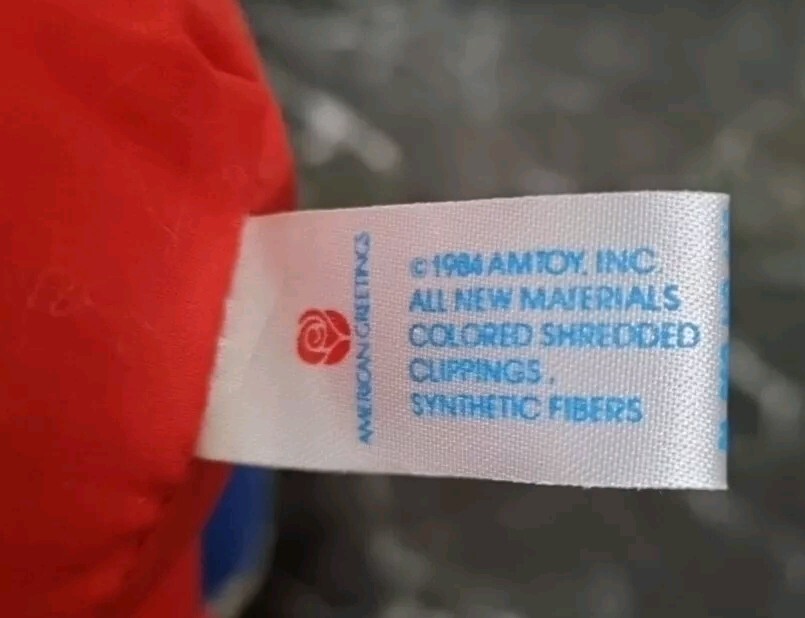 AMERICAN GREETINGS
© 1984 AMTOY, INC.
ALL NEW MATERIALS
COLORED SHREDDED
CLIPPINGS,
SYNTHETIC FIBERS